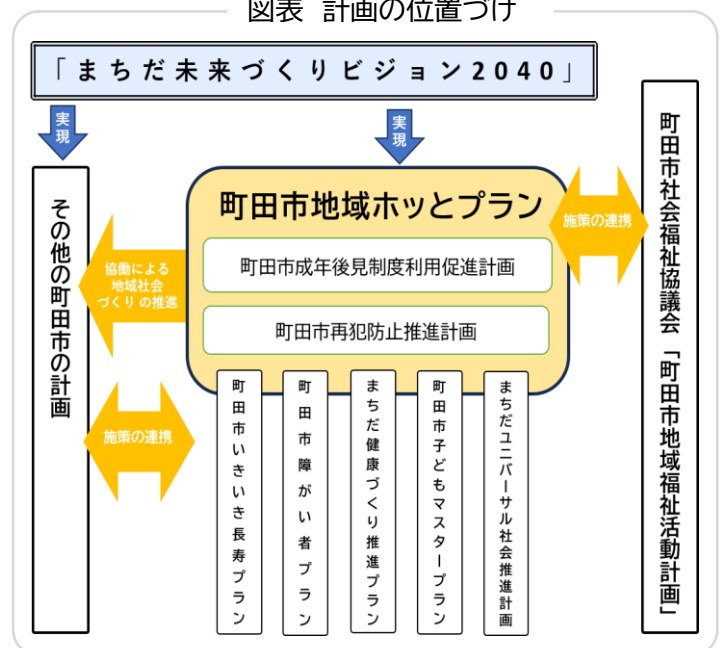 図表 計画の位置づけ
「まちだ未来づくりビジョン2040」
実現
実現
町田市地域ホッとプラン
町田市成年後見制度利用促進計画
町田市再犯防止推進計画
協働による
地域社会
づくり の推進
施策の連携
施策の連携
その他の町田市の計画
町田市いきいき長寿プラン
町田市障がい者プラン
まちだ健康づくり推進プラン
町田市子どもマスタープラン
まちだユニバーサル社会推進計画
町田市社会福祉協議会「町田市地域福祉活動計画」